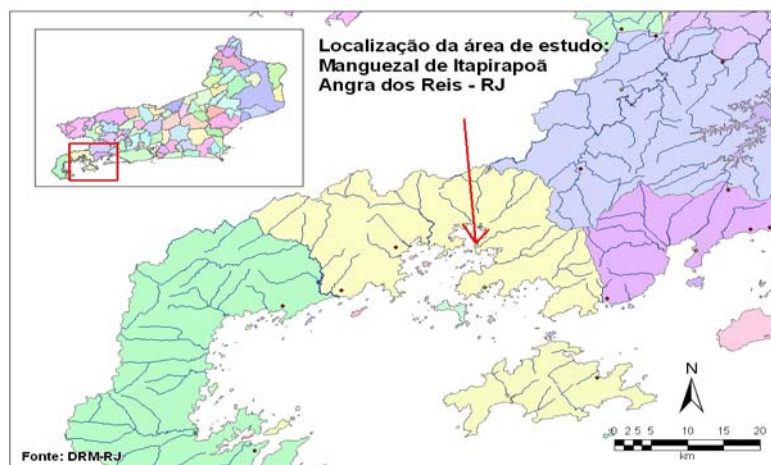 Localização da área de estudo:
Manguezal de Itapirapoã
Angra dos Reis - RJ
N
0 2.5 5 10 15 20
km
Fonte: DRM-RJ